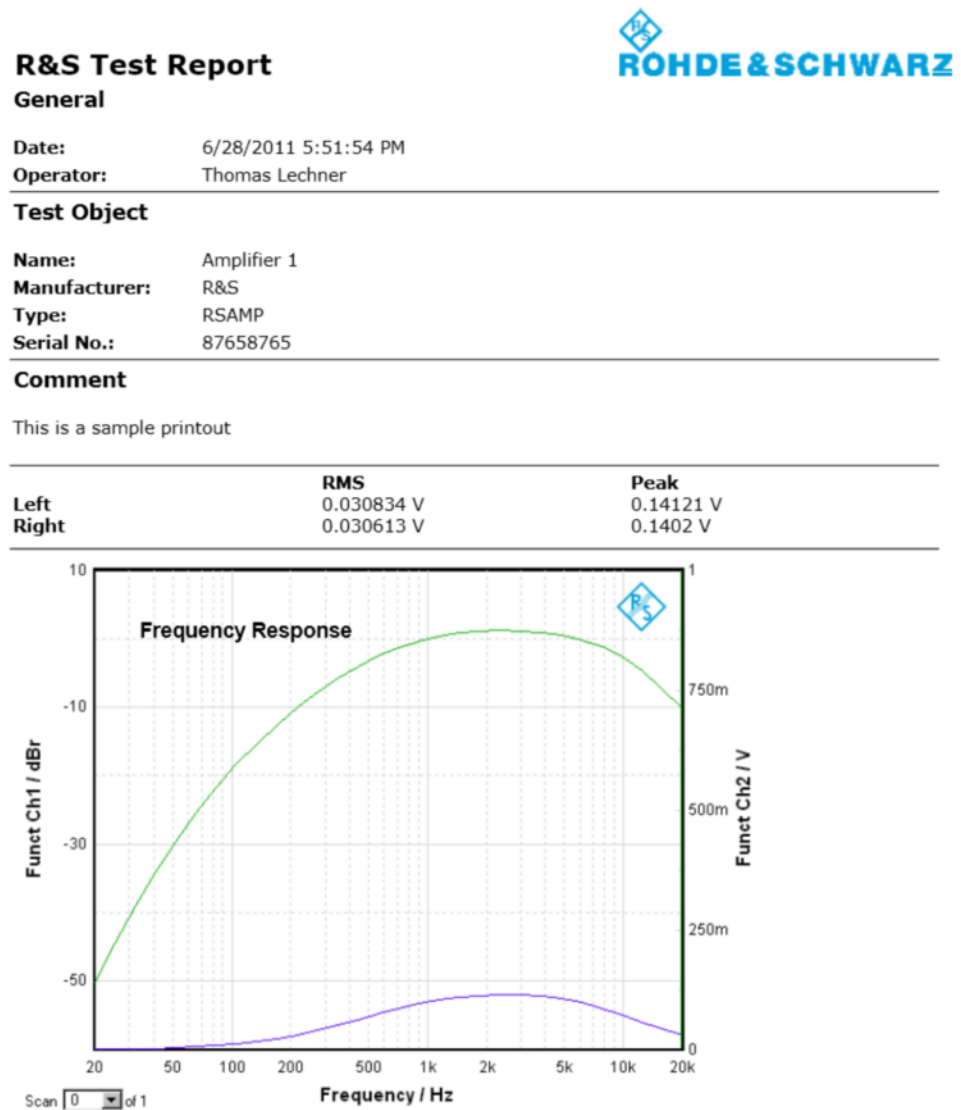 R&S
ROHDE&SCHWARZ
R&S Test Report
General
Date: 6/28/2011 5:51:54 PM
Operator: Thomas Lechner
Test Object
Name: Amplifier 1
Manufacturer: R&S
Type: RSAMP
Serial No.: 87658765
Comment
This is a sample printout
RMS Peak
Left 0.030834 V 0.14121 V
Right 0.030613 V 0.1402 V
10 1
R&S
Frequency Response
750m
-10
Funct Ch1 / dBr
500m
Funct Ch2 / V
-30
250m
-50
0
20 50 100 200 500 1k 2k 5k 10k 20k
Frequency / Hz
Scan 0 of 1